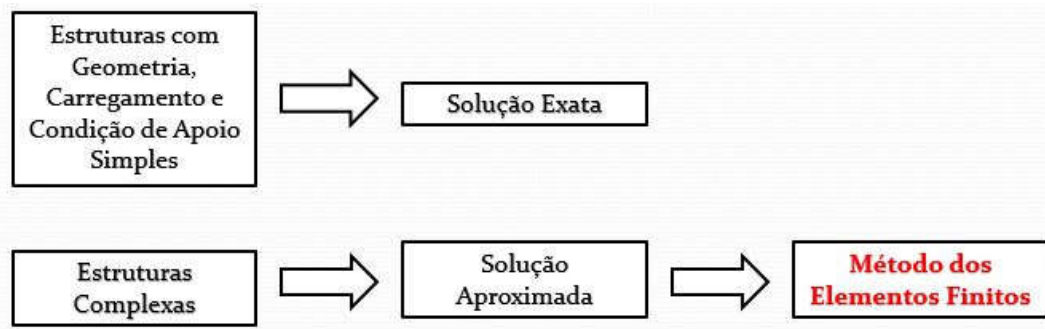 Estruturas com
Geometria,
Carregamento e
Condição de Apoio
Simples
Solução Exata
Estruturas
Complexas
Solução
Aproximada
Método dos
Elementos Finitos